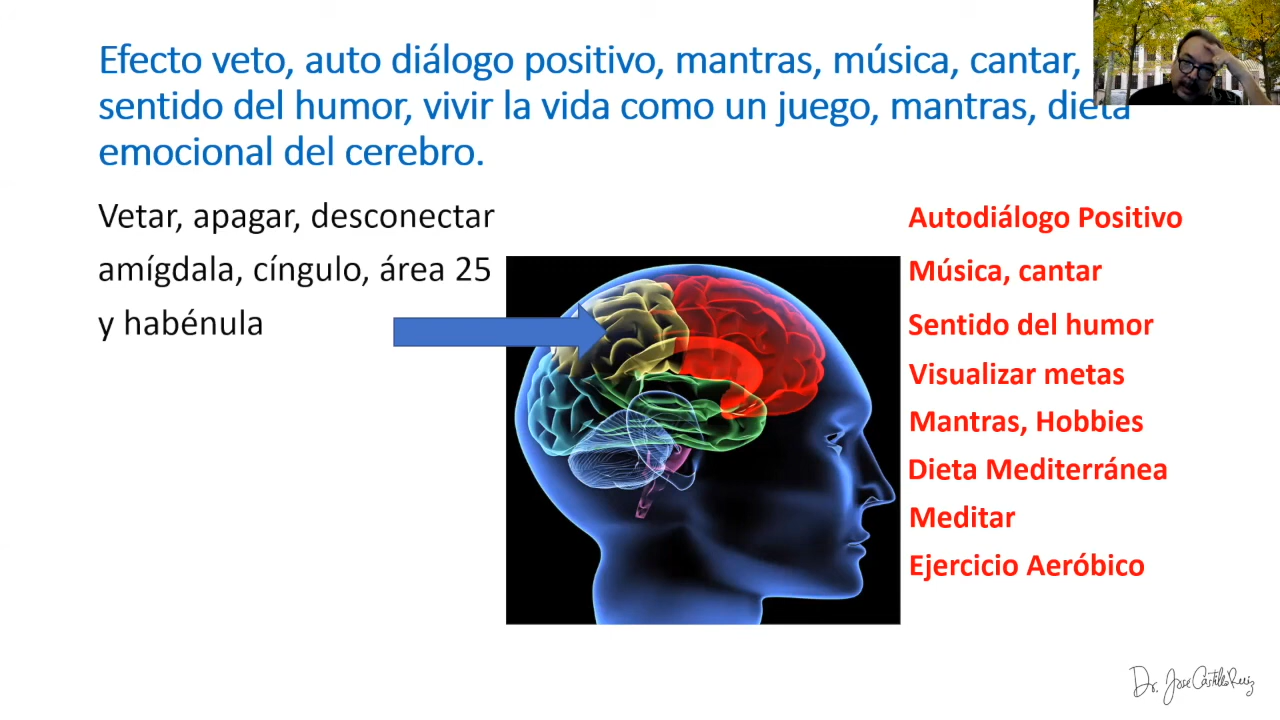 Efecto veto, auto diálogo positivo, mantras, música, cantar,
sentido del humor, vivir la vida como un juego, mantras, dieta
emocional del cerebro.
Vetar, apagar, desconectar
amígdala, cíngulo, área 25
y habénula
Autodiálogo Positivo
Música, cantar
Sentido del humor
Visualizar metas
Mantras, Hobbies
Dieta Mediterránea
Meditar
Ejercicio Aeróbico
Dr. Jose Castillo Ruiz